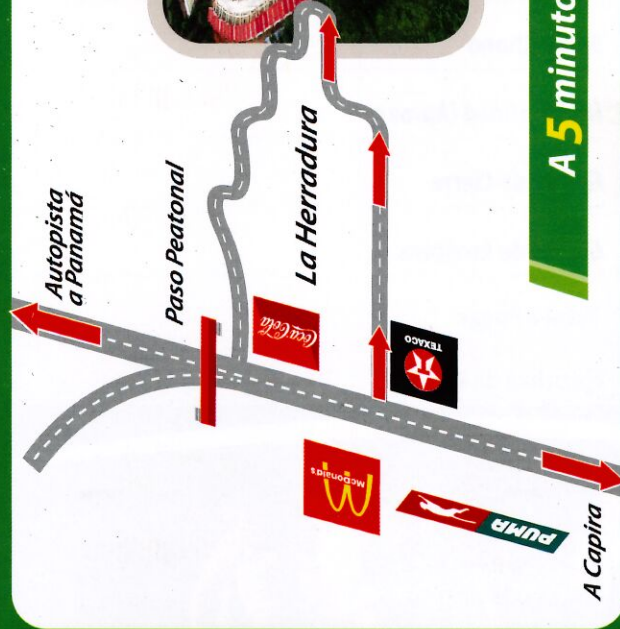 Autopista
a Panamá
Paso Peatonal
La Herradura
Coca-Cola
TEXACO
McDonald's
PUMA
A Capira
A 5 minuto